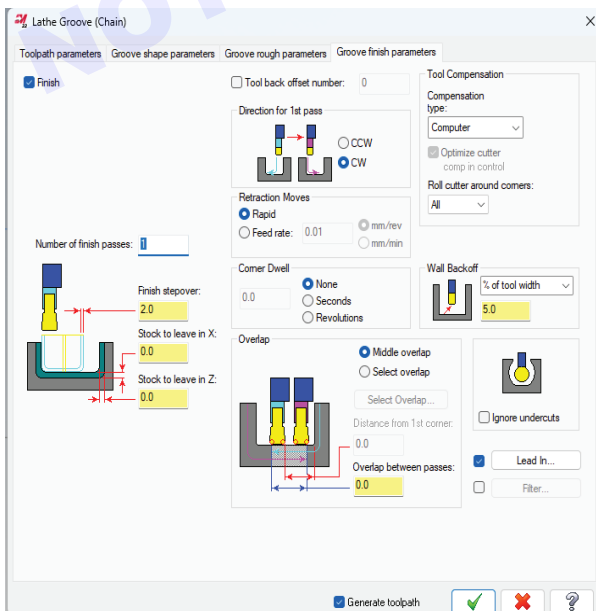 Lathe Groove (Chain)
Toolpath parameters Groove shape parameters Groove rough parameters Groove finish parameters
Finish
Tool back offset number: 0
Direction for 1st pass
CCW
CW
Tool Compensation
Compensation
type:
Computer
Optimize cutter
comp in control
Roll cutter around corners:
All
Retraction Moves
Rapid
Feed rate: 0.01 mm/rev
mm/min
Number of finish passes: 1
Finish stepover:
2.0
Stock to leave in X:
0.0
Stock to leave in Z:
0.0
Corner Dwell
0.0
None
Seconds
Revolutions
Wall Backoff
% of tool width
5.0
Overlap
Middle overlap
Select overlap
Select Overlap...
Distance from 1st corner:
0.0
Overlap between passes:
0.0
Ignore undercuts
Lead In...
Filter...
Generate toolpath